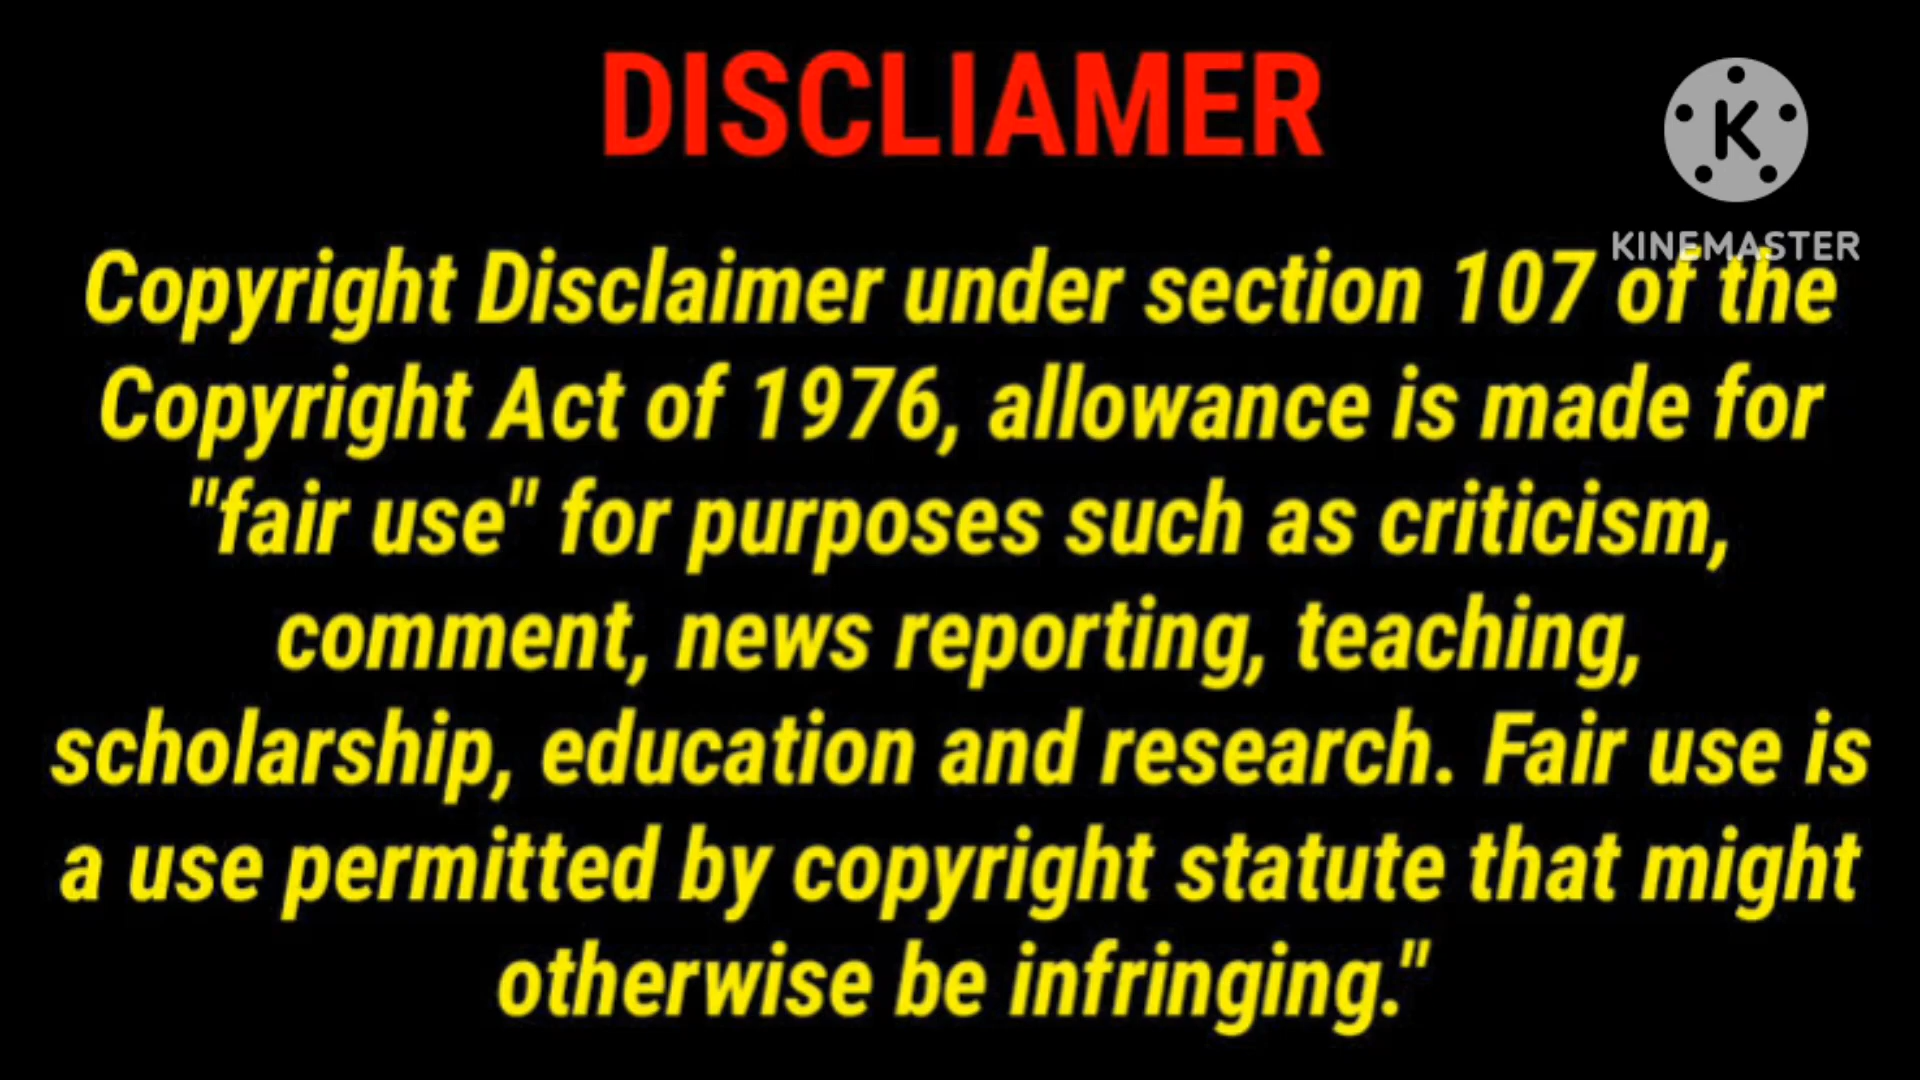 DISCLIAMER
K
KINEMASTER
Copyright Disclaimer under section 107 of the
Copyright Act of 1976, allowance is made for
"fair use" for purposes such as criticism,
comment, news reporting, teaching,
scholarship, education and research. Fair use is
a use permitted by copyright statute that might
otherwise be infringing."